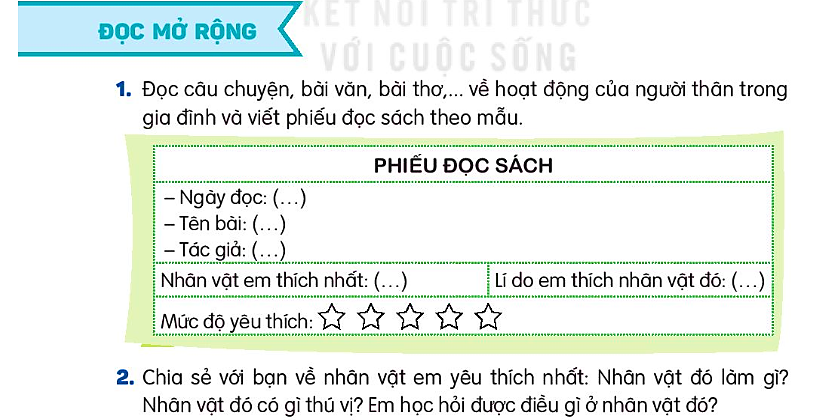 KẾT NỐI TRI THỨC
VỚI CUỘC SỐNG
ĐỌC MỞ RỘNG
1. Đọc câu chuyện, bài văn, bài thơ,... về hoạt động của người thân trong
gia đình và viết phiếu đọc sách theo mẫu.
PHIẾU ĐỌC SÁCH
– Ngày đọc: (...)
– Tên bài: (...)
– Tác giả: (...)
Nhân vật em thích nhất: (...)
Lí do em thích nhân vật đó: (...)
Mức độ yêu thích:
2. Chia sẻ với bạn về nhân vật em yêu thích nhất: Nhân vật đó làm gì?
Nhân vật đó có gì thú vị? Em học hỏi được điều gì ở nhân vật đó?